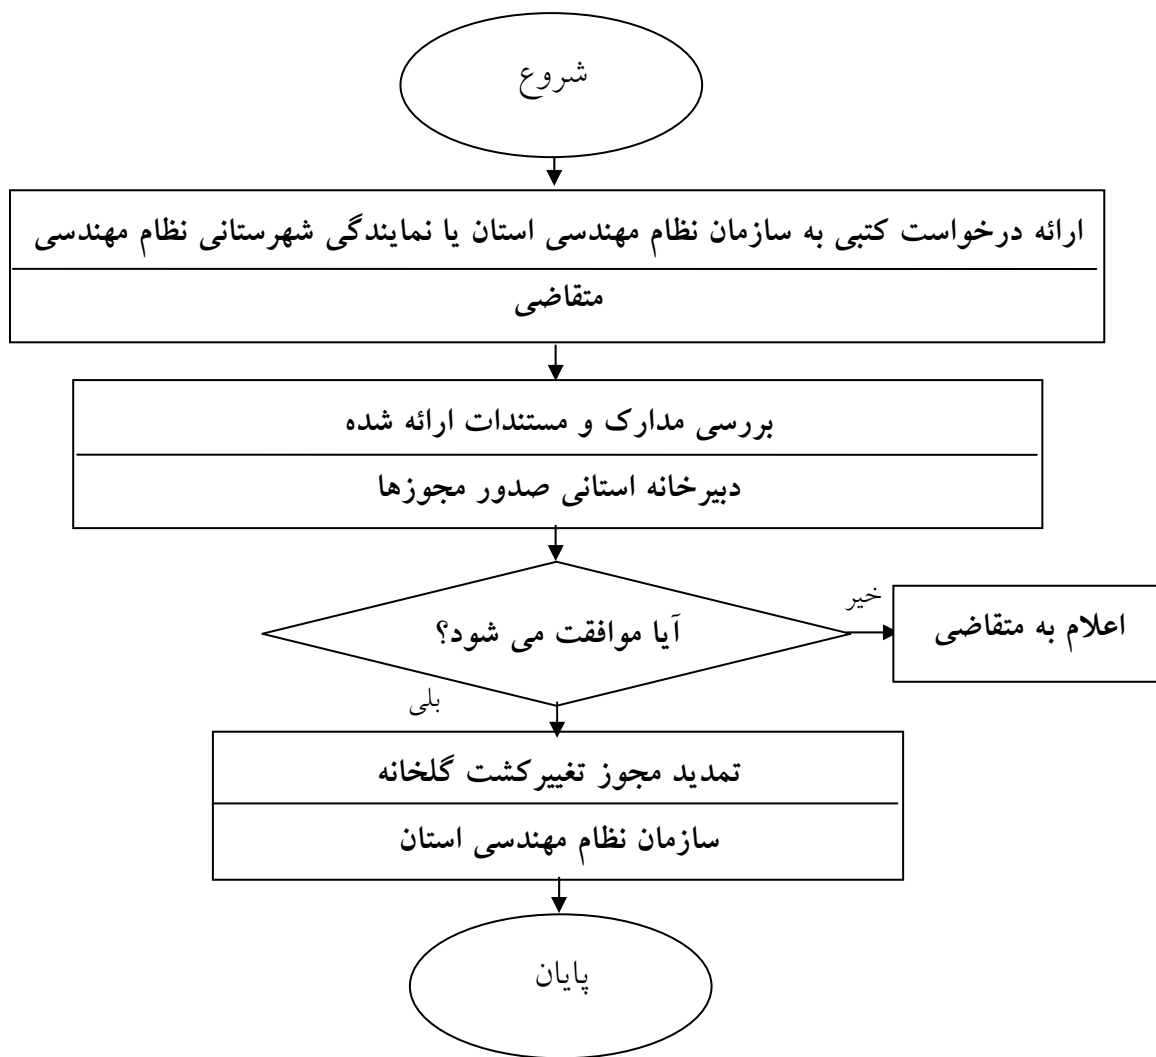 شروع
ارائه درخواست کتبی به سازمان نظام مهندسی استان یا نمایندگی شهرستانی نظام مهندسی
متقاضی
بررسی مدارک و مستندات ارائه شده
دبیرخانه استانی صدور مجوزها
آیا موافقت می شود؟
خیر
اعلام به متقاضی
بلی
تمدید مجوز تغییرکشت گلخانه
سازمان نظام مهندسی استان
پایان